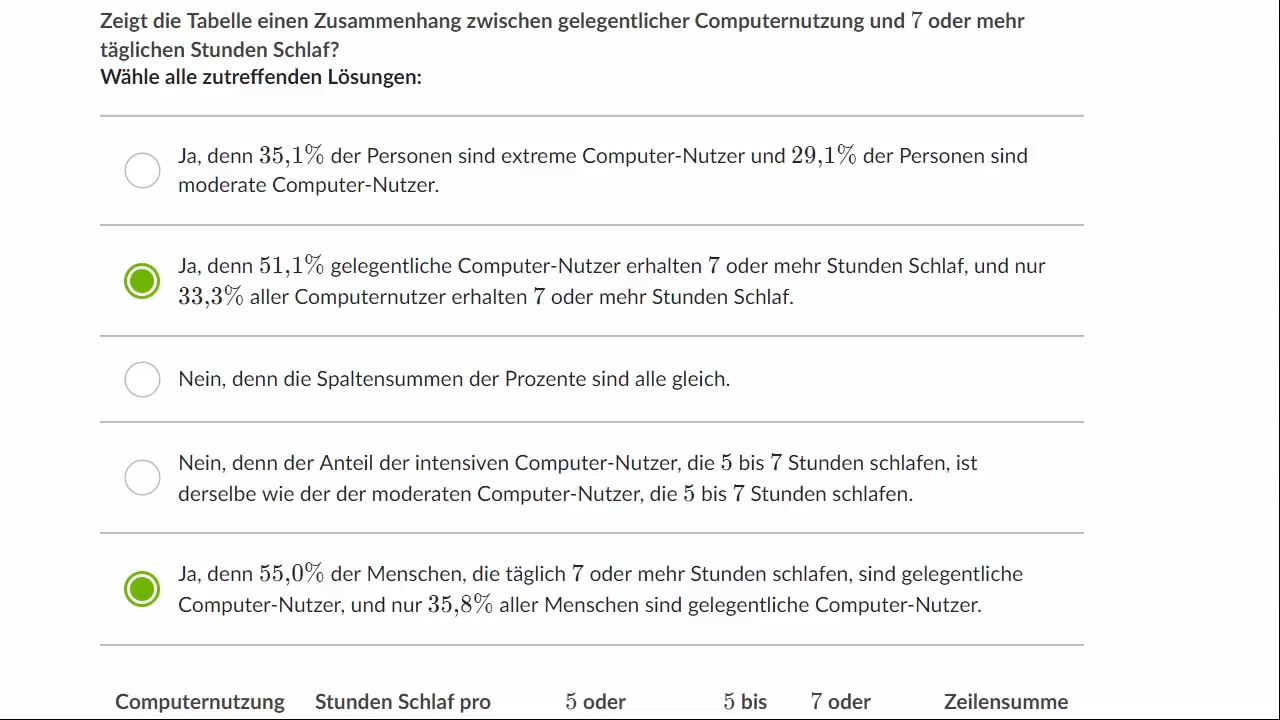 Zeigt die Tabelle einen Zusammenhang zwischen gelegentlicher Computernutzung und 7 oder mehr
täglichen Stunden Schlaf?
Wähle alle zutreffenden Lösungen:
Ja, denn 35,1% der Personen sind extreme Computer-Nutzer und 29,1% der Personen sind
moderate Computer-Nutzer.
Ja, denn 51,1% gelegentliche Computer-Nutzer erhalten 7 oder mehr Stunden Schlaf, und nur
33,3% aller Computernutzer erhalten 7 oder mehr Stunden Schlaf.
Nein, denn die Spaltensummen der Prozente sind alle gleich.
Nein, denn der Anteil der intensiven Computer-Nutzer, die 5 bis 7 Stunden schlafen, ist
derselbe wie der der moderaten Computer-Nutzer, die 5 bis 7 Stunden schlafen.
Ja, denn 55,0% der Menschen, die täglich 7 oder mehr Stunden schlafen, sind gelegentliche
Computer-Nutzer, und nur 35,8% aller Menschen sind gelegentliche Computer-Nutzer.
Computernutzung Stunden Schlaf pro 5 oder 5 bis 7 oder Zeilensumme